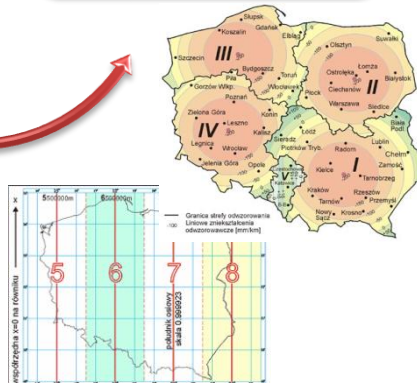 Słupsk
Koszalin
Gdańsk
Elbląg
Suwałki
Olsztyn
III
Szczecin
Bydgoszcz
Piła
Toruń
Ostrołęka
Łomża
Białystok
II
Ciechanów
Gorzów Wlkp.
Włocławek
Płock
Poznań
Warszawa
Siedlce
Zielona Góra
Konin
Biała
Podl.
IV
Leszno
Kalisz
Łódź
Sieradz
Legnica
Wrocław
Piotrków Tryb.
Radom
Lublin
Chełm
I
Jelenia Góra
Opole
Kielce
Zamość
Tarnobrzeg
V
Katowice
Kraków
Rzeszów
Tarnów
Przemyśl
Nowy
Sącz
Krosno
Granica strefy odwzorowania
Liniowe zniekształcenia
odwzorowawcze [mm/km]
5500000m
6500000m
x
5
6
7
8
współrzędna x=0 na równiku
południk osiowy
skala 0.999923